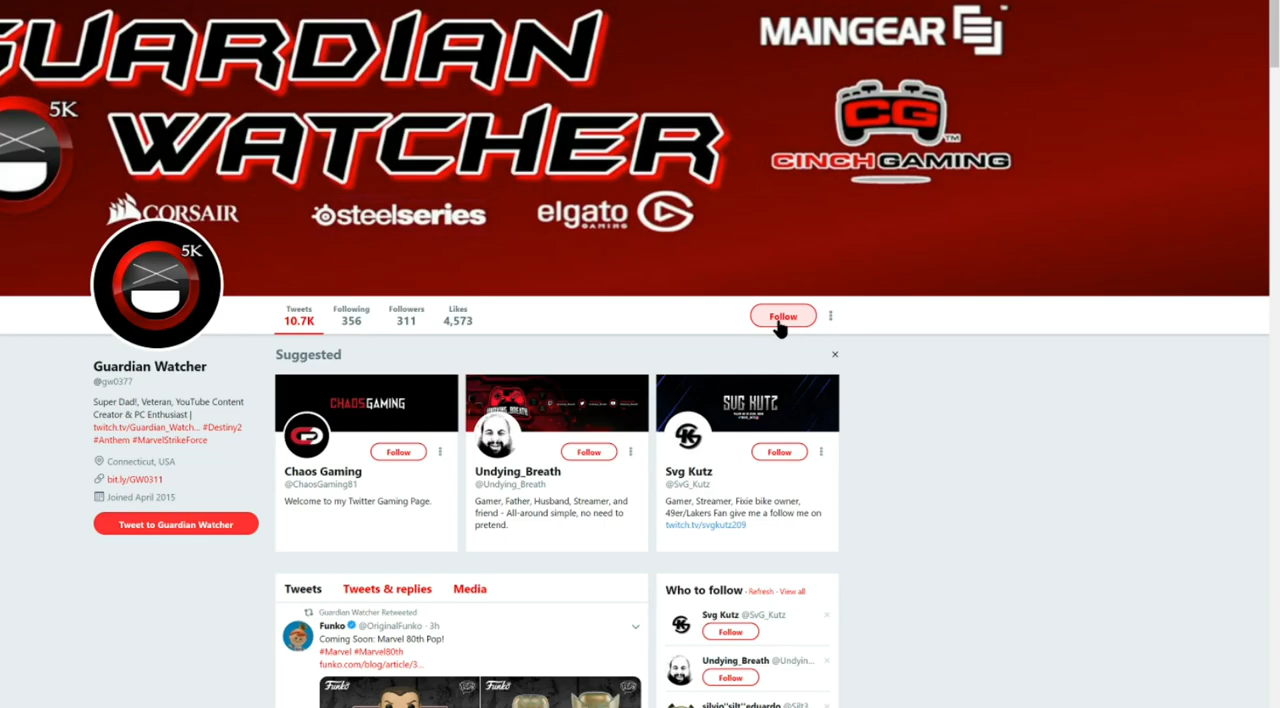 GUARDIAN
WATCHER
5K
MAINGEAR
CG
CINCHGAMING
CORSAIR
steelseries
elgato
GAMING
5K
Tweets
10.7K
Following
356
Followers
311
Likes
4,573
Follow
Guardian Watcher
@gw0377
Super Dad!, Veteran, YouTube Content
Creator & PC Enthusiast |
twitch.tv/Guardian_Watch... #Destiny2
#Anthem #MarvelStrikeForce
Connecticut, USA
bit.ly/GW0311
Joined April 2015
Tweet to Guardian Watcher
Suggested
CHAOSGAMING
Follow
Chaos Gaming
@ChaosGaming81
Welcome to my Twitter Gaming Page.
Follow
Undying_Breath
@Undying_Breath
Gamer, Father, Husband, Streamer, and
friend - All-around simple, no need to
pretend.
SVG KUTZ
Follow
Svg Kutz
@SvG_Kutz
Gamer, Streamer, Fixie bike owner,
49er/Lakers Fan give me a follow me on
twitch.tv/svgkutz209
Tweets
Tweets & replies
Media
Guardian Watcher Retweeted
Funko @OriginalFunko · 3h
Coming Soon: Marvel 80th Pop!
#Marvel #Marvel80th
funko.com/blog/article/3...
Funko
Funko
Who to follow · Refresh · View all
Svg Kutz @SvG_Kutz
Follow
Undying_Breath @Undyin...
Follow